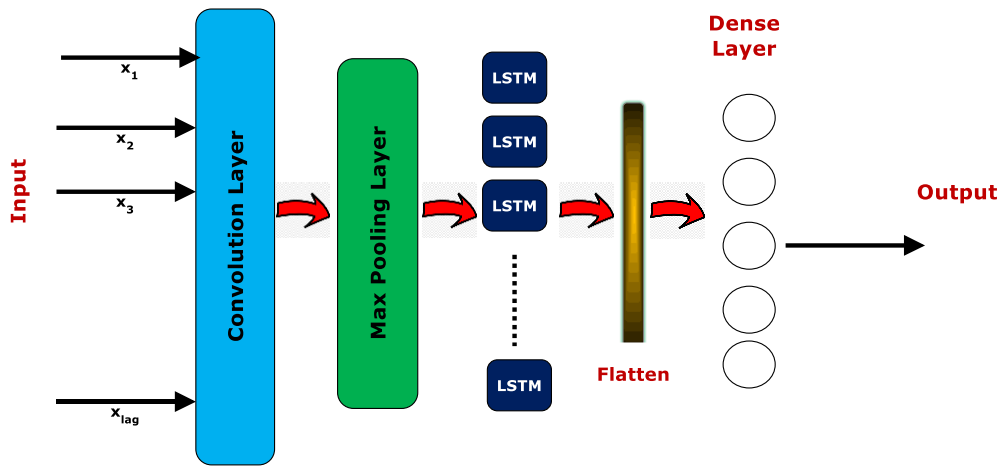 Input
x1
x2
x3
xlag
Convolution Layer
Max Pooling Layer
LSTM
LSTM
LSTM
LSTM
Flatten
Dense
Layer
Output